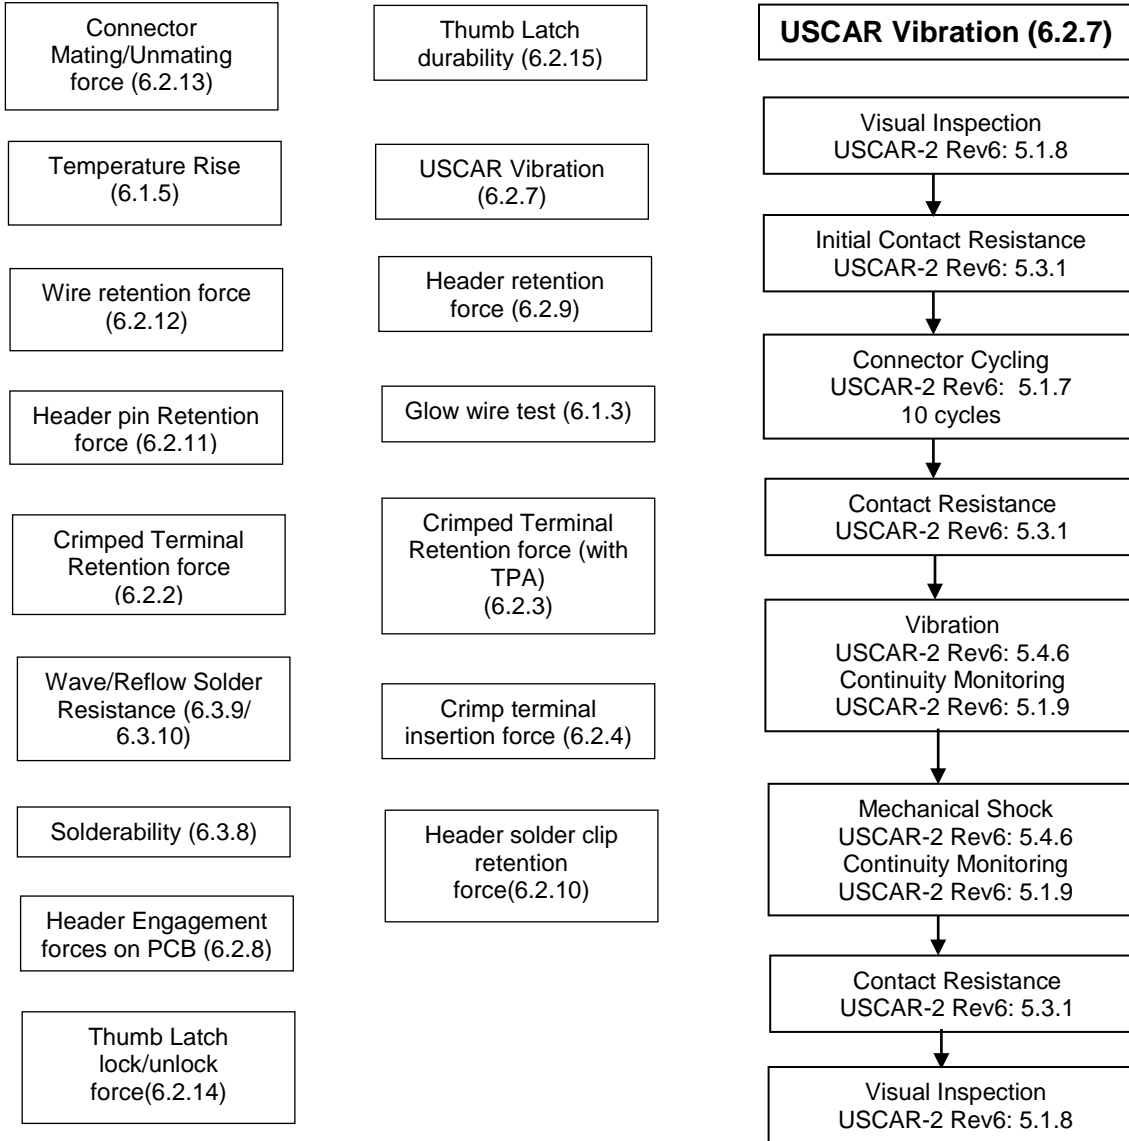 Connector
Mating/Unmating
force (6.2.13)
Temperature Rise
(6.1.5)
Wire retention force
(6.2.12)
Header pin Retention
force (6.2.11)
Crimped Terminal
Retention force
(6.2.2)
Wave/Reflow Solder
Resistance (6.3.9/
6.3.10)
Solderability (6.3.8)
Header Engagement
forces on PCB (6.2.8)
Thumb Latch
lock/unlock
force(6.2.14)
Thumb Latch
durability (6.2.15)
USCAR Vibration
(6.2.7)
Header retention
force (6.2.9)
Glow wire test (6.1.3)
Crimped Terminal
Retention force (with
TPA)
(6.2.3)
Crimp terminal
insertion force (6.2.4)
Header solder clip
retention
force(6.2.10)
USCAR Vibration (6.2.7)
Visual Inspection
USCAR-2 Rev6: 5.1.8
Initial Contact Resistance
USCAR-2 Rev6: 5.3.1
Connector Cycling
USCAR-2 Rev6:  5.1.7
10 cycles
Contact Resistance
USCAR-2 Rev6: 5.3.1
Vibration
USCAR-2 Rev6: 5.4.6
Continuity Monitoring
USCAR-2 Rev6: 5.1.9
Mechanical Shock
USCAR-2 Rev6: 5.4.6
Continuity Monitoring
USCAR-2 Rev6: 5.1.9
Contact Resistance
USCAR-2 Rev6: 5.3.1
Visual Inspection
USCAR-2 Rev6: 5.1.8